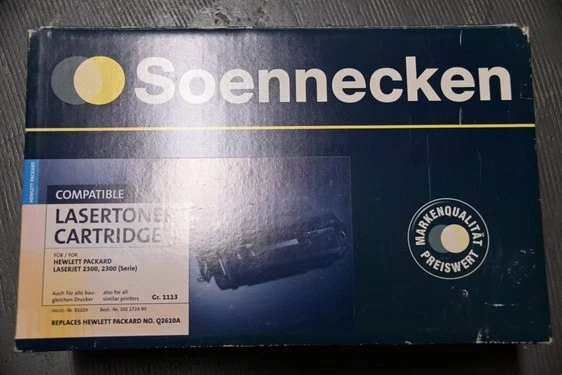 Soennecken
HEWLETT PACKARD
COMPATIBLE
LASERTONER
CARTRIDGE
FÜR / FOR
HEWLETT PACKARD
LASERJET 2300, 2300 (Serie)
Auch für alle bau-
gleichen Drucker
also for all
similar printers
Gr. 1113
REPLACES HEWLETT PACKARD NO. Q2610A
MARKENQUALITÄT
PREISWERT